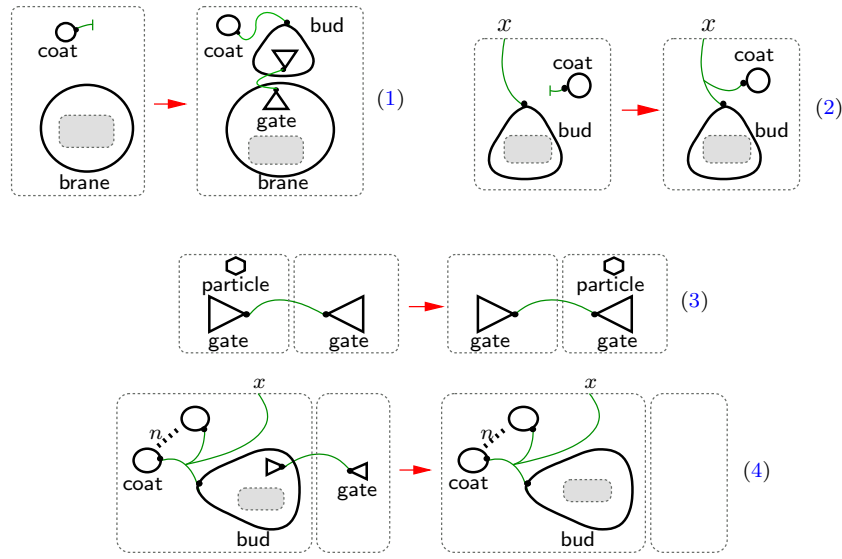 coat
brane
coat
bud
gate
brane
(1)
x
coat
bud
x
coat
bud
(2)
particle
gate
gate
gate
particle
gate
(3)
x
n
coat
bud
gate
x
n
coat
bud
(4)